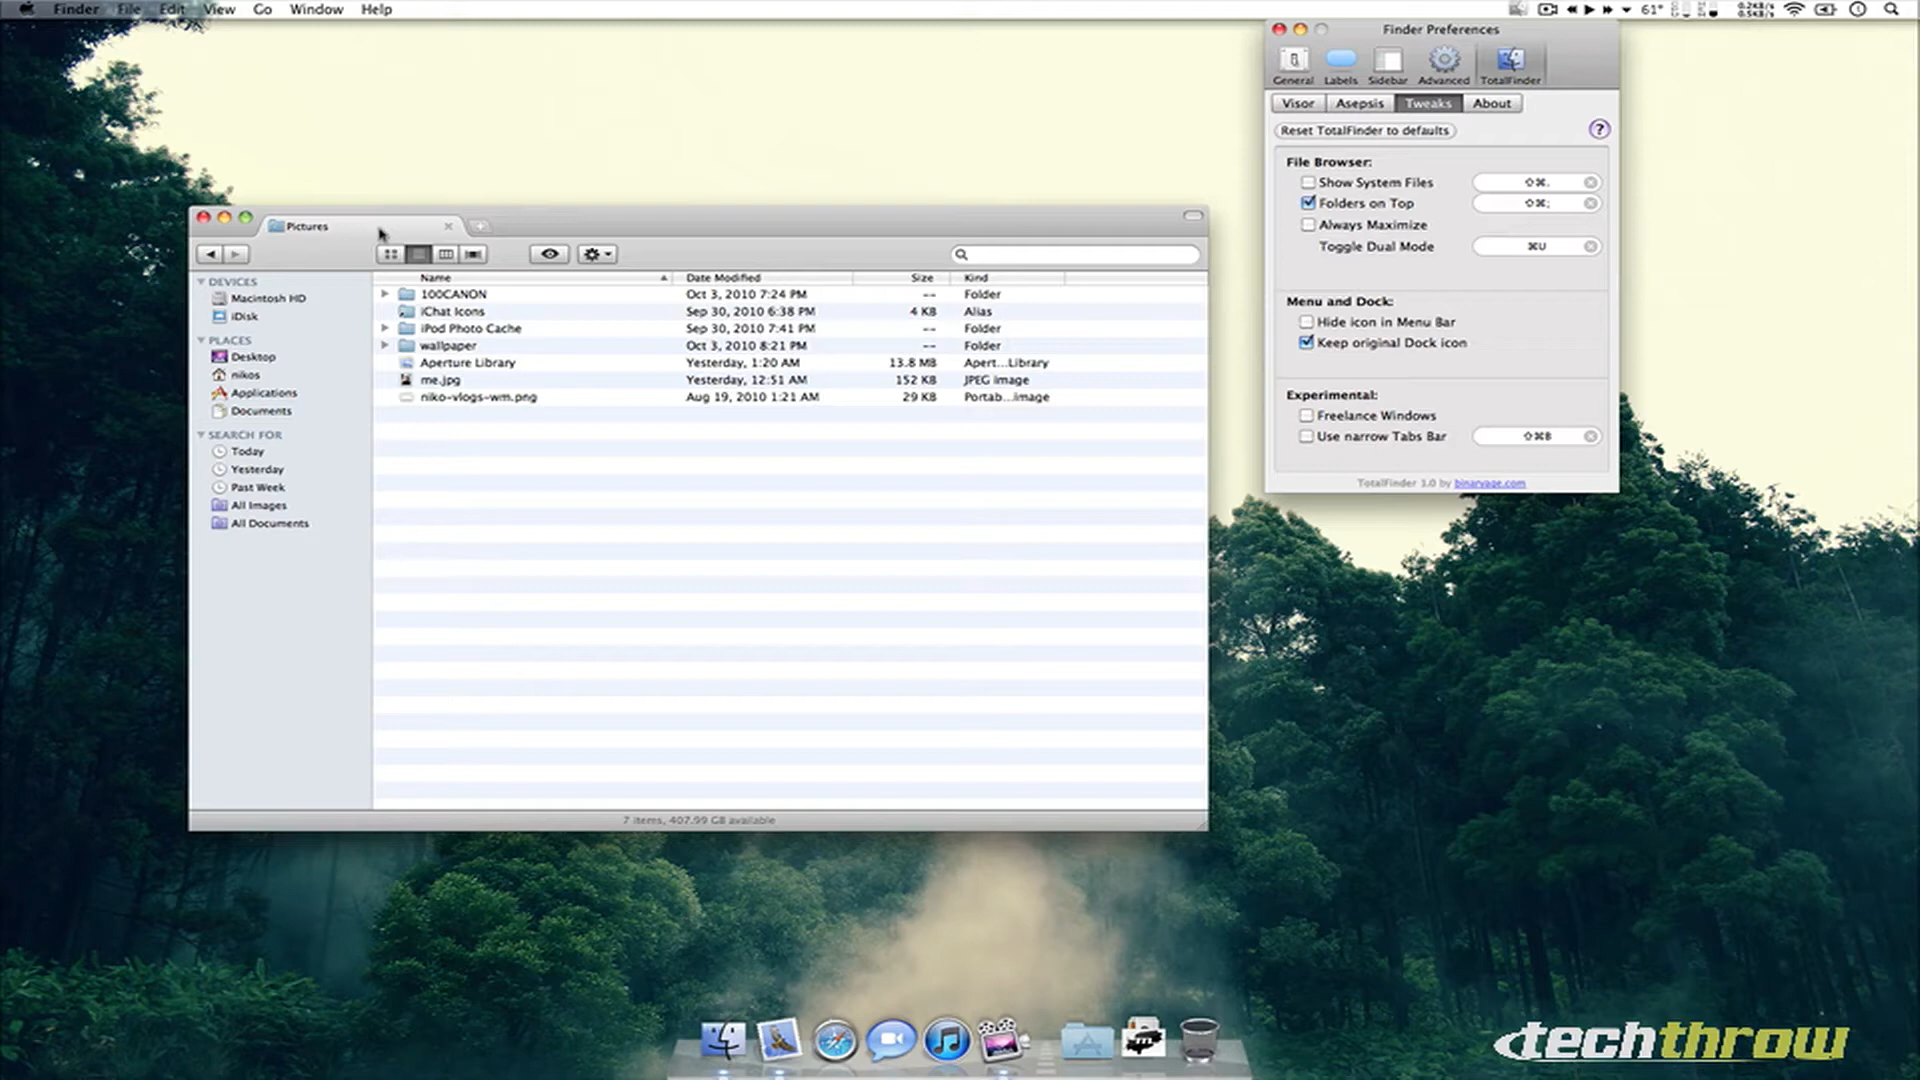 Finder File Edit View Go Window Help
61°
Finder Preferences
General Labels Sidebar Advanced TotalFinder
Visor Asepsis Tweaks About
Reset TotalFinder to defaults ?
File Browser:
Show System Files ⇧⌘.
Folders on Top ⇧⌘;
Always Maximize
Toggle Dual Mode ⌘U
Menu and Dock:
Hide icon in Menu Bar
Keep original Dock icon
Experimental:
Freelance Windows
Use narrow Tabs Bar ⇧⌘B
TotalFinder 1.0 by binaryage.com
Pictures
DEVICES
Macintosh HD
iDisk
PLACES
Desktop
nikos
Applications
Documents
SEARCH FOR
Today
Yesterday
Past Week
All Images
All Documents
Name Date Modified Size Kind
100CANON Oct 3, 2010 7:24 PM -- Folder
iChat Icons Sep 30, 2010 6:38 PM 4 KB Alias
iPod Photo Cache Sep 30, 2010 7:41 PM -- Folder
wallpaper Oct 3, 2010 8:21 PM -- Folder
Aperture Library Yesterday, 1:20 AM 13.8 MB Apert...Library
me.jpg Yesterday, 12:51 AM 152 KB JPEG image
niko-vlogs-wm.png Aug 19, 2010 1:21 AM 29 KB Portab...image
7 items, 407.99 GB available
techthrow